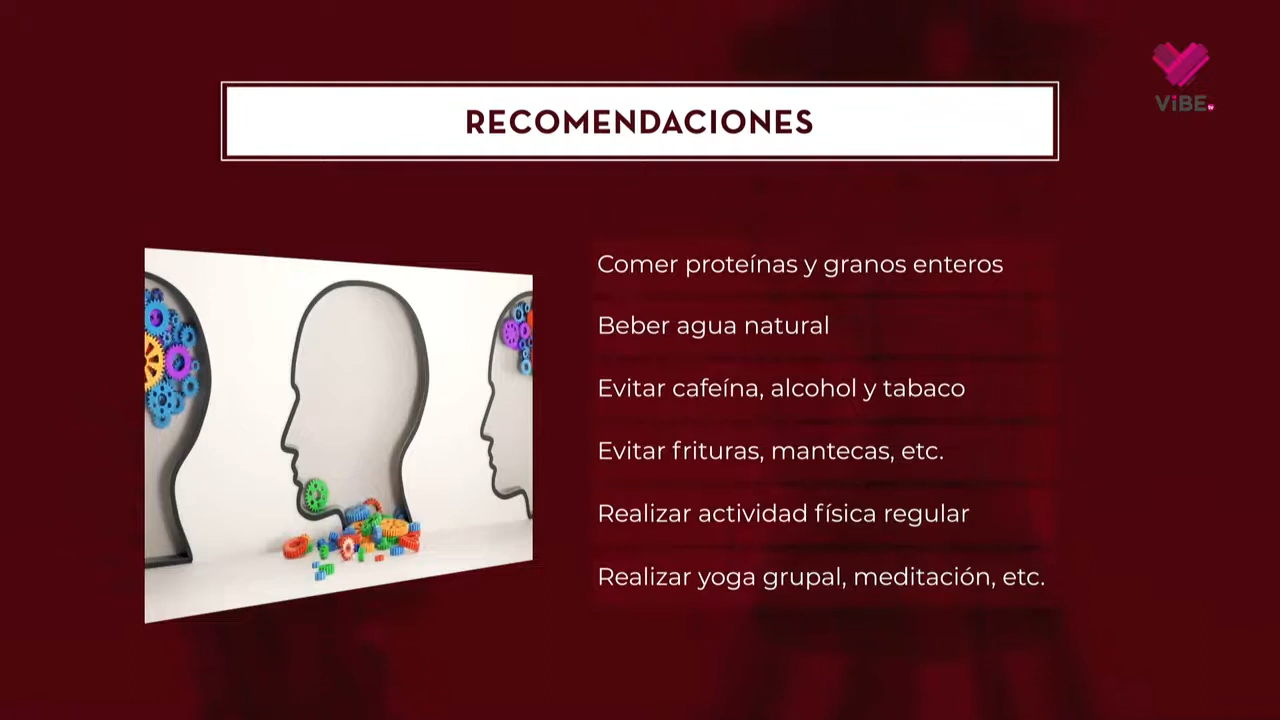 ViBE tv
RECOMENDACIONES
Comer proteínas y granos enteros
Beber agua natural
Evitar cafeína, alcohol y tabaco
Evitar frituras, mantecas, etc.
Realizar actividad física regular
Realizar yoga grupal, meditación, etc.